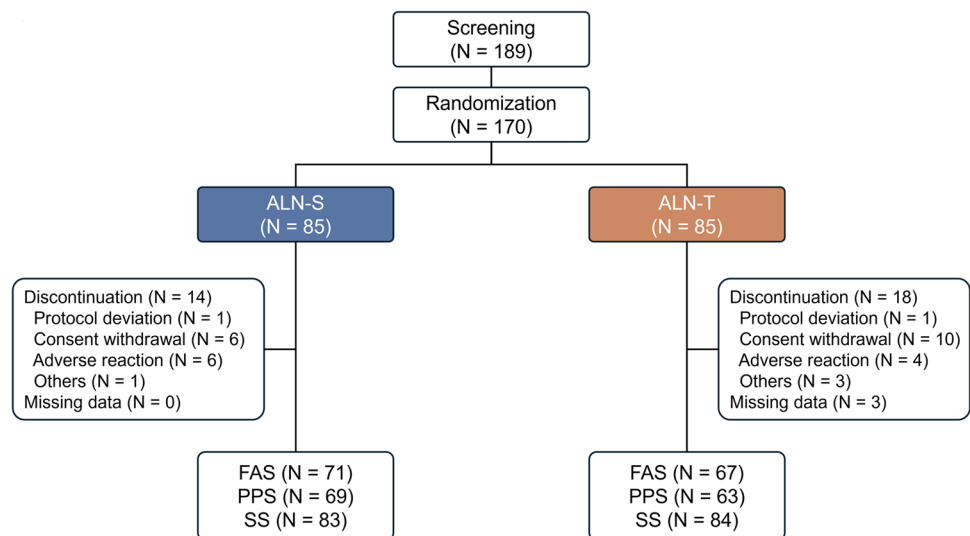 Screening
(N = 189)
Randomization
(N = 170)
ALN-S
(N = 85)
ALN-T
(N = 85)
Discontinuation (N = 14)
Protocol deviation (N = 1)
Consent withdrawal (N = 6)
Adverse reaction (N = 6)
Others (N = 1)
Missing data (N = 0)
Discontinuation (N = 18)
Protocol deviation (N = 1)
Consent withdrawal (N = 10)
Adverse reaction (N = 4)
Others (N = 3)
Missing data (N = 3)
FAS (N = 71)
PPS (N = 69)
SS (N = 83)
FAS (N = 67)
PPS (N = 63)
SS (N = 84)